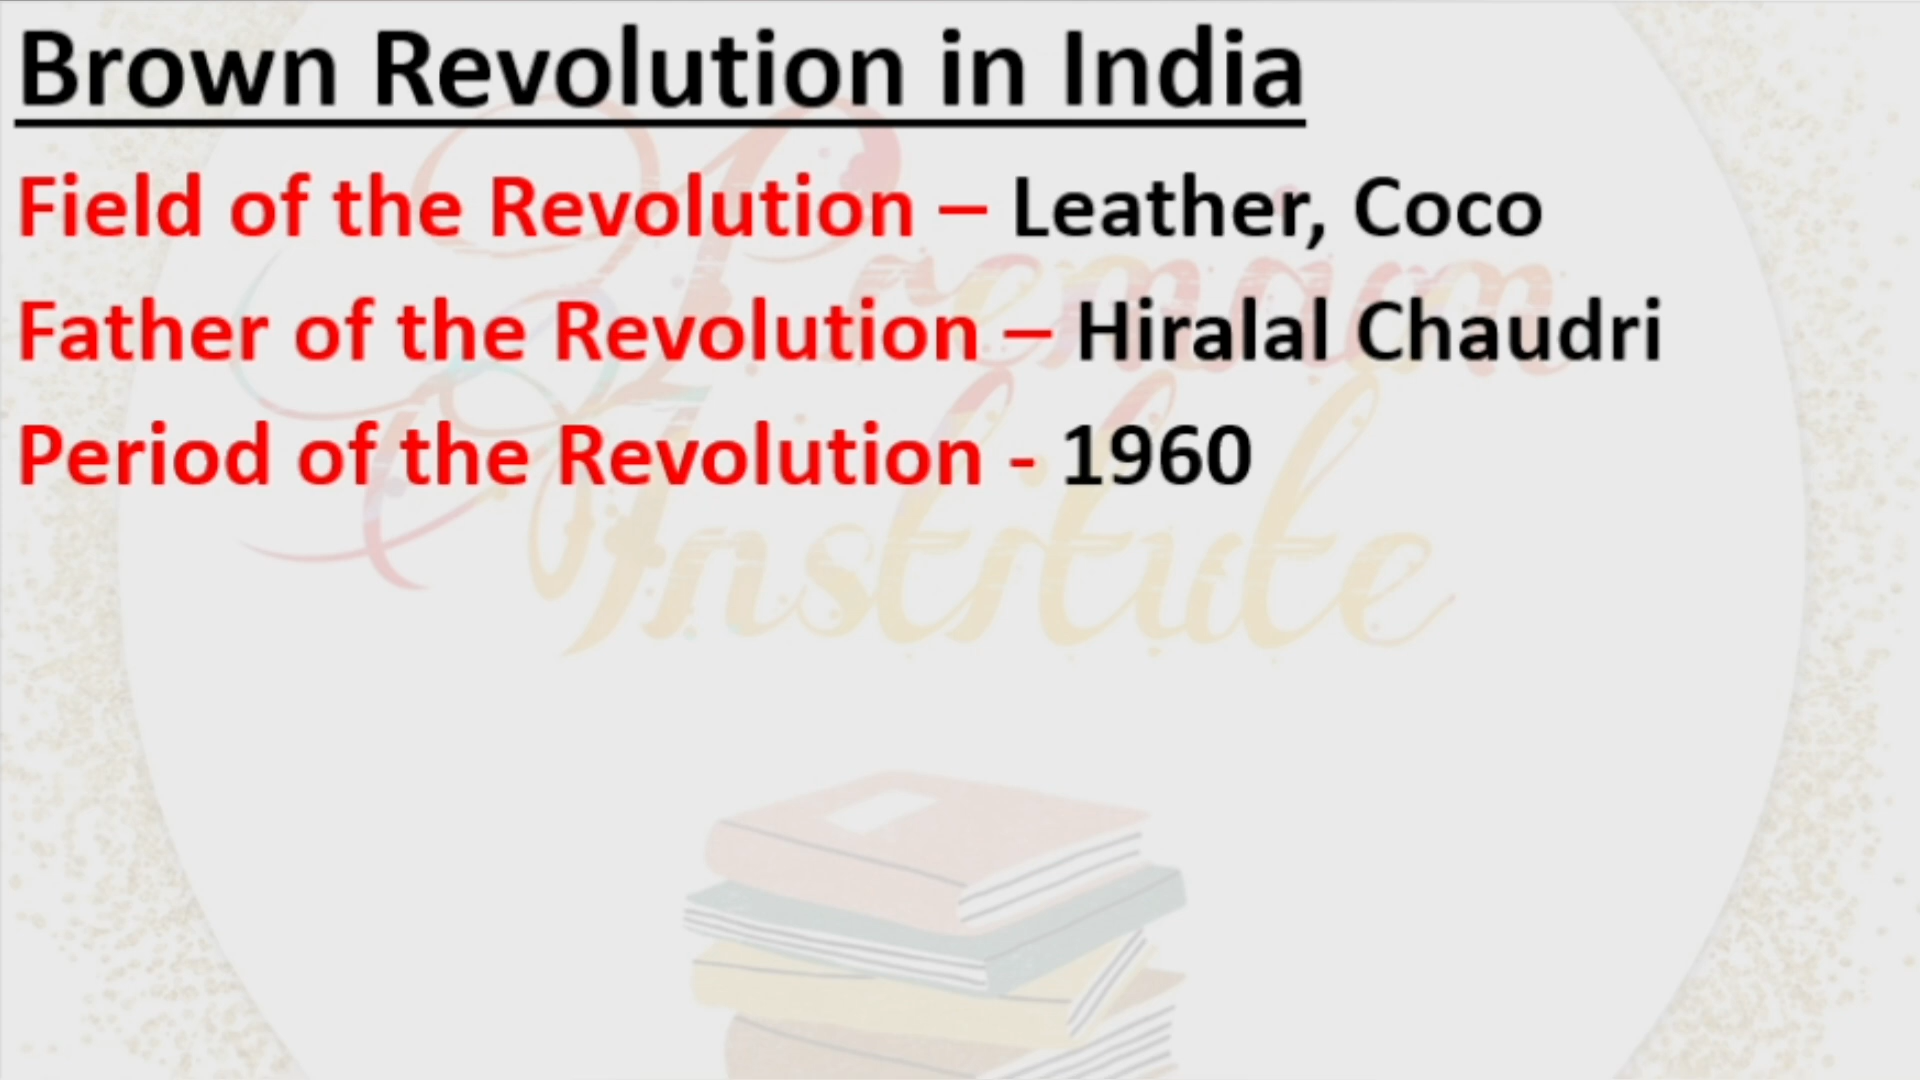 Brown Revolution in India
Field of the Revolution – Leather, Coco
Father of the Revolution – Hiralal Chaudri
Period of the Revolution - 1960
Institute